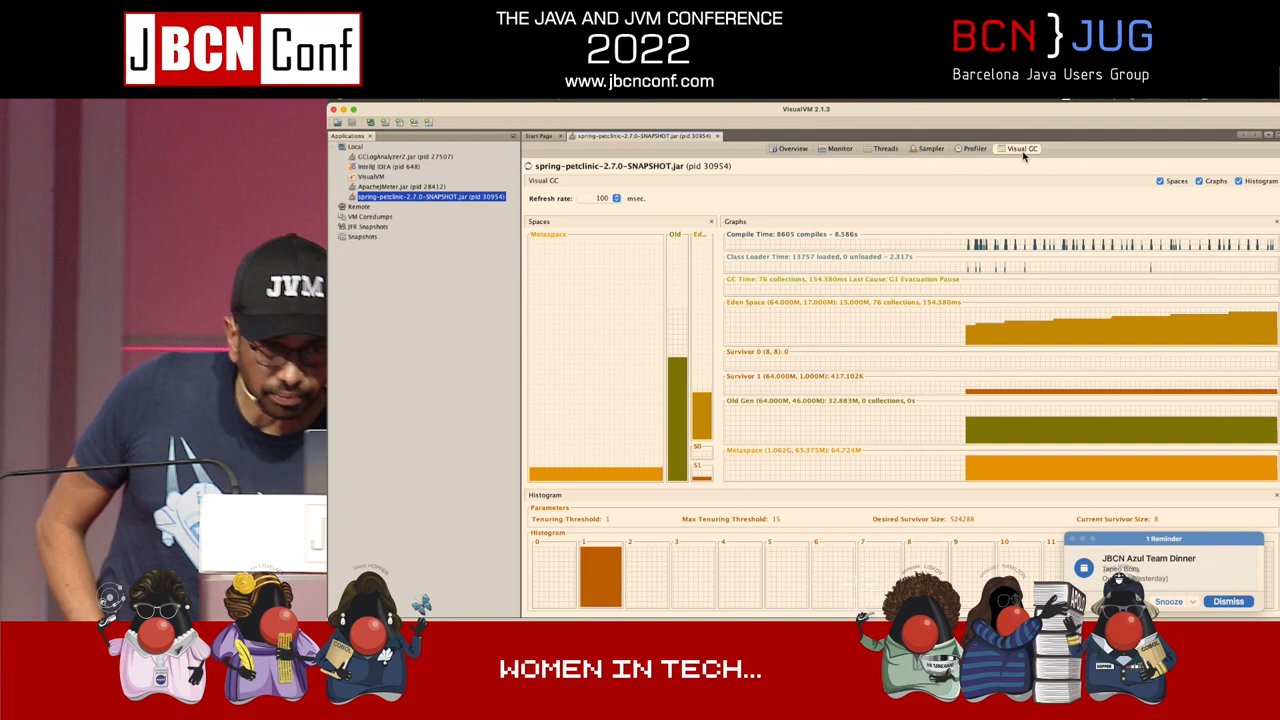 JBCN Conf
THE JAVA AND JVM CONFERENCE
2022
www.jbcnconf.com
BCN}JUG
Barcelona Java Users Group
VisualVM 2.1.3
Applications
Local
GCLogAnalyzer2.jar (pid 27507)
IntelliJ IDEA (pid 648)
VisualVM
ApacheJMeter.jar (pid 28412)
spring-petclinic-2.7.0-SNAPSHOT.jar (pid 30954)
Remote
VM Coredumps
JFR Snapshots
Snapshots
Start Page
spring-petclinic-2.7.0-SNAPSHOT.jar (pid 30954)
Overview Monitor Threads Sampler Profiler Visual GC
spring-petclinic-2.7.0-SNAPSHOT.jar (pid 30954)
Visual GC
Spaces Graphs Histogram
Refresh rate: 100 msec.
Spaces
Metaspace
Old
Ed...
S0
S1
Graphs
Compile Time: 8605 compiles - 8.586s
Class Loader Time: 13757 loaded, 0 unloaded - 2.317s
GC Time: 76 collections, 154.380ms Last Cause: G1 Evacuation Pause
Eden Space (64.000M, 17.000M): 15.000M, 76 collections, 154.380ms
Survivor 0 (8, 8): 0
Survivor 1 (64.000M, 1.000M): 417.102K
Old Gen (64.000M, 46.000M): 32.883M, 0 collections, 0s
Metaspace (1.062G, 65.375M): 64.724M
Histogram
Parameters
Tenuring Threshold: 1
Max Tenuring Threshold: 15
Desired Survivor Size: 524288
Current Survivor Size: 8
Histogram
0 1 2 3 4 5 6 7 8 9 10 11
1 Reminder
JBCN Azul Team Dinner
Snooze
Dismiss
JVM
HOPPER
LISKOV
HAMILTON
COBOL
COBOL
HOPPER
NASA
WOMEN IN TECH...